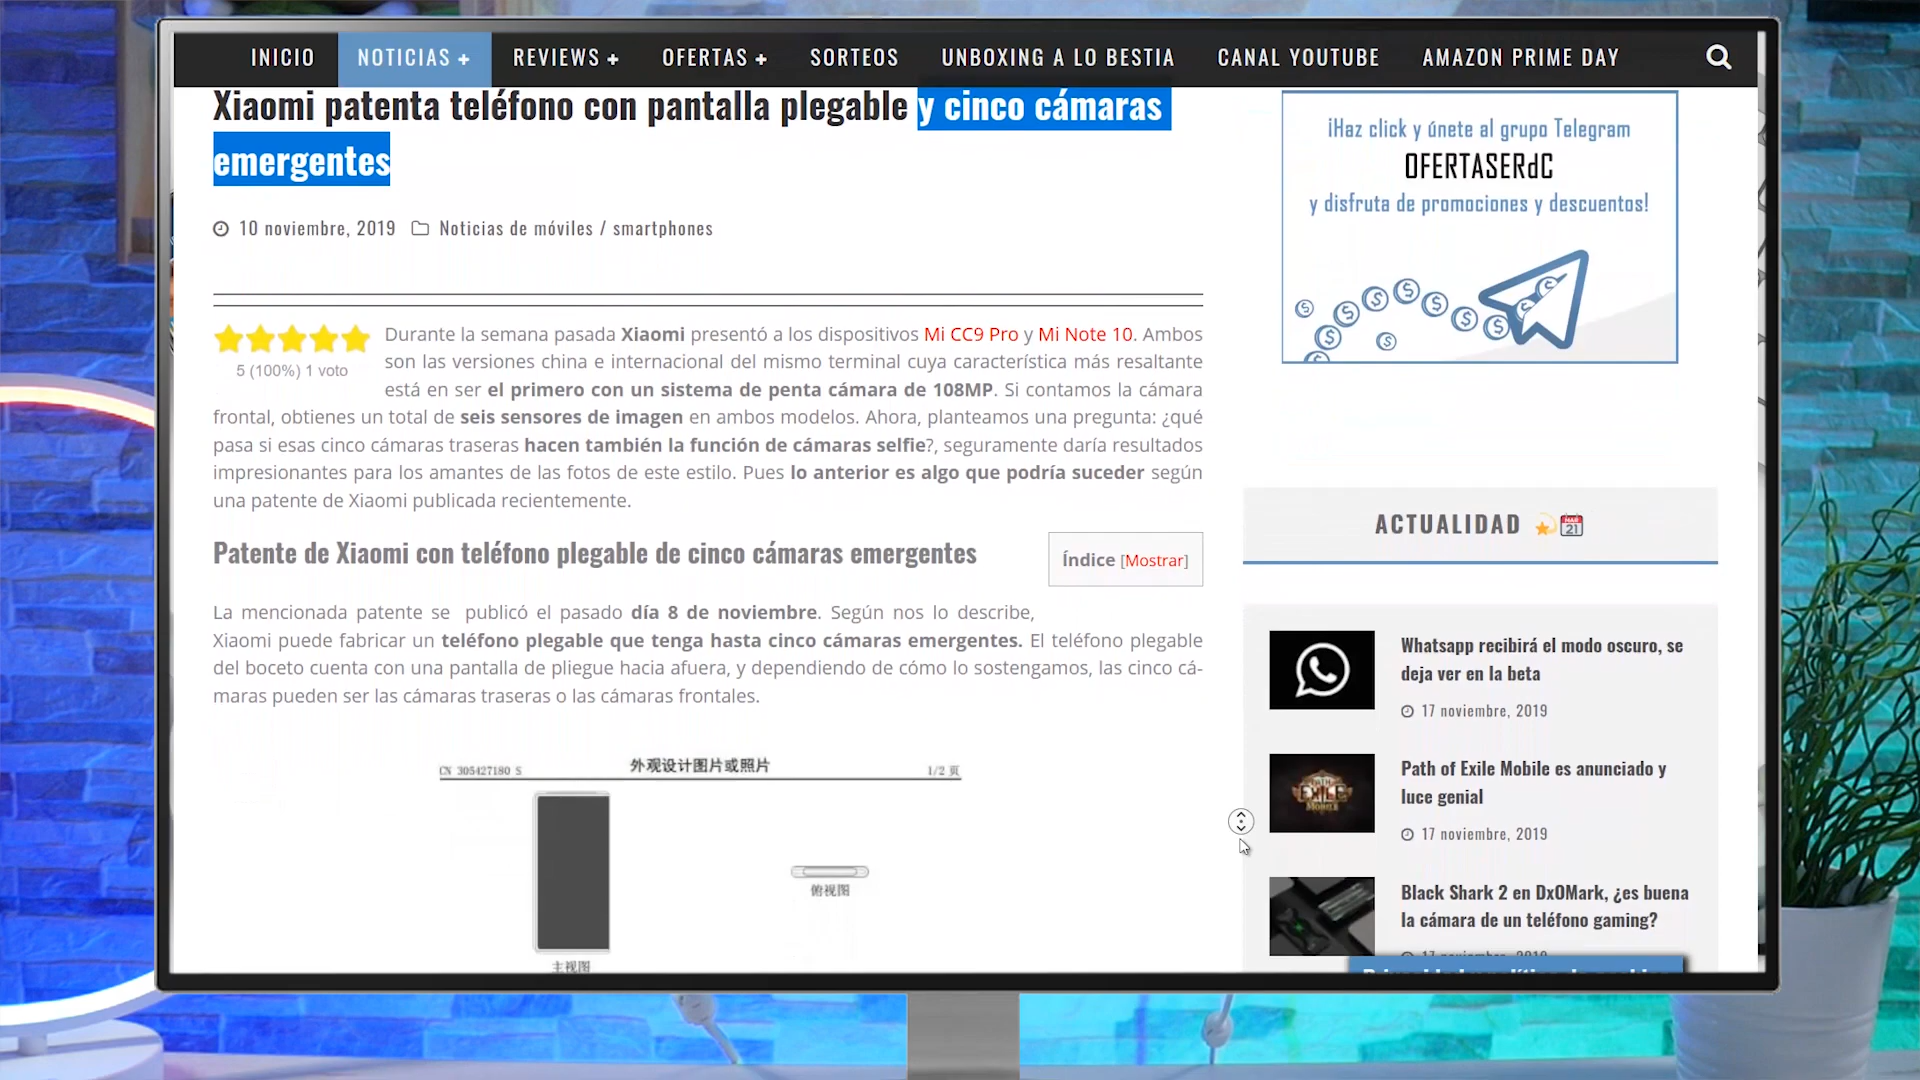 INICIO NOTICIAS + REVIEWS + OFERTAS + SORTEOS UNBOXING A LO BESTIA CANAL YOUTUBE AMAZON PRIME DAY
Xiaomi patenta teléfono con pantalla plegable y cinco cámaras
emergentes
10 noviembre, 2019 Noticias de móviles / smartphones
5 (100%) 1 voto
Durante la semana pasada Xiaomi presentó a los dispositivos Mi CC9 Pro y Mi Note 10. Ambos
son las versiones china e internacional del mismo terminal cuya característica más resaltante
está en ser el primero con un sistema de penta cámara de 108MP. Si contamos la cámara
frontal, obtienes un total de seis sensores de imagen en ambos modelos. Ahora, planteamos una pregunta: ¿qué
pasa si esas cinco cámaras traseras hacen también la función de cámaras selfie?, seguramente daría resultados
impresionantes para los amantes de las fotos de este estilo. Pues lo anterior es algo que podría suceder según
una patente de Xiaomi publicada recientemente.
Patente de Xiaomi con teléfono plegable de cinco cámaras emergentes
Índice [Mostrar]
La mencionada patente se publicó el pasado día 8 de noviembre. Según nos lo describe,
Xiaomi puede fabricar un teléfono plegable que tenga hasta cinco cámaras emergentes. El teléfono plegable
del boceto cuenta con una pantalla de pliegue hacia afuera, y dependiendo de cómo lo sostengamos, las cinco cá-
maras pueden ser las cámaras traseras o las cámaras frontales.
CN 305427180 S 外观设计图片或照片 1/2 页
俯视图
主视图
¡Haz click y únete al grupo Telegram
OFERTASERdC
y disfruta de promociones y descuentos!
ACTUALIDAD
MAR
21
Whatsapp recibirá el modo oscuro, se
deja ver en la beta
17 noviembre, 2019
PATH OF
EXILE
MOBILE
Path of Exile Mobile es anunciado y
luce genial
17 noviembre, 2019
Black Shark 2 en DxOMark, ¿es buena
la cámara de un teléfono gaming?
17 noviembre, 2019